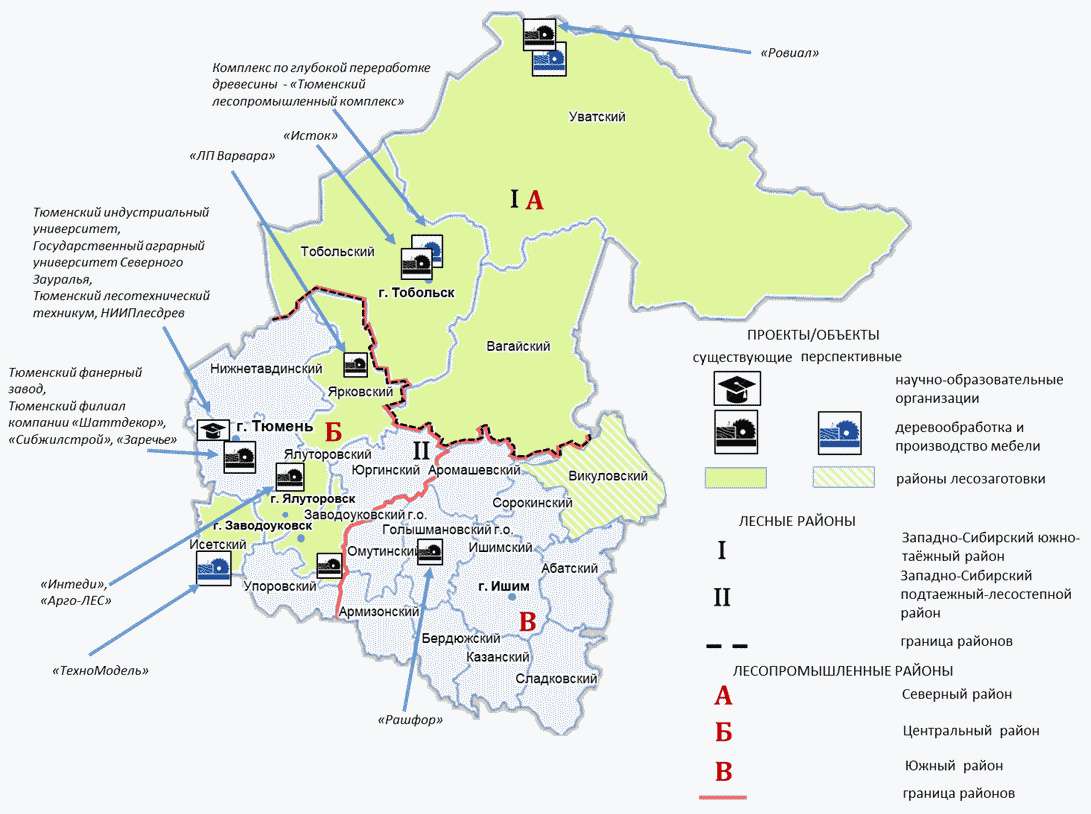 «Ровиал»
Комплекс по глубокой переработке
древесины - «Тюменский
лесопромышленный комплекс»
«Исток»
«ЛП Варвара»
Тюменский индустриальный
университет,
Государственный аграрный
университет Северного
Зауралья,
Тюменский лесотехнический
техникум, НИИПлесдрев
Тюменский фанерный
завод,
Тюменский филиал
компании «Шаттдекор»,
«Сибжилстрой», «Заречье»
«Интеди»,
«Арго-ЛЕС»
«ТехноМодель»
«Рашфор»
Уватский
I А
Тобольский
г. Тобольск
Вагайский
Нижнетавдинский
Ярковский
г. Тюмень
Б
II
Ялуторовский
Юргинский
Аромашевский
Викуловский
г. Ялуторовск
Сорокинский
Заводоуковский г.о.
г. Заводоуковск
Голышмановский г.о.
Исетский
Омутинский
Ишимский
Абатский
Упоровский
г. Ишим
Армизонский
В
Бердюжский
Казанский
Сладковский
ПРОЕКТЫ/ОБЪЕКТЫ
существующие перспективные
научно-образовательные
организации
деревообработка и
производство мебели
районы лесозаготовки
ЛЕСНЫЕ РАЙОНЫ
I
Западно-Сибирский южно-
таёжный район
II
Западно-Сибирский
подтаежный-лесостепной
район
граница районов
ЛЕСОПРОМЫШЛЕННЫЕ РАЙОНЫ
А
Северный район
Б
Центральный район
В
Южный район
граница районов